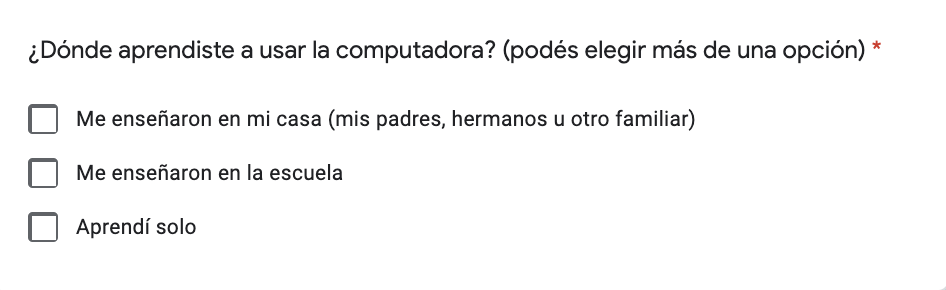 ¿Dónde aprendiste a usar la computadora? (podés elegir más de una opción) *
Me enseñaron en mi casa (mis padres, hermanos u otro familiar)
Me enseñaron en la escuela
Aprendí solo